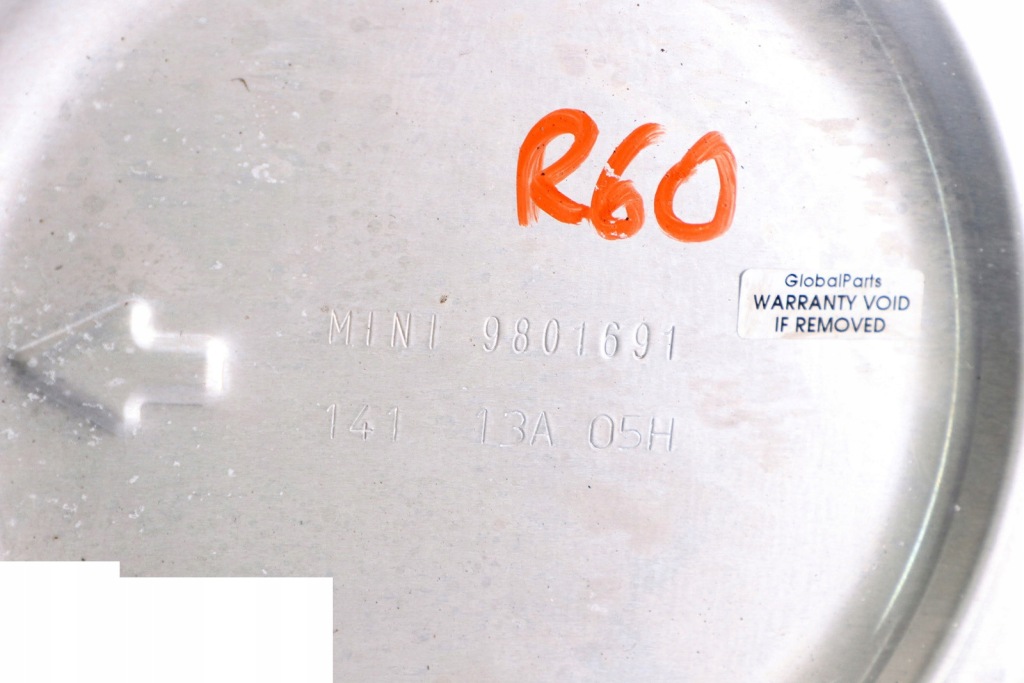 R60
GlobalParts
WARRANTY VOID
IF REMOVED
MINI 9801691
141 13A 05H